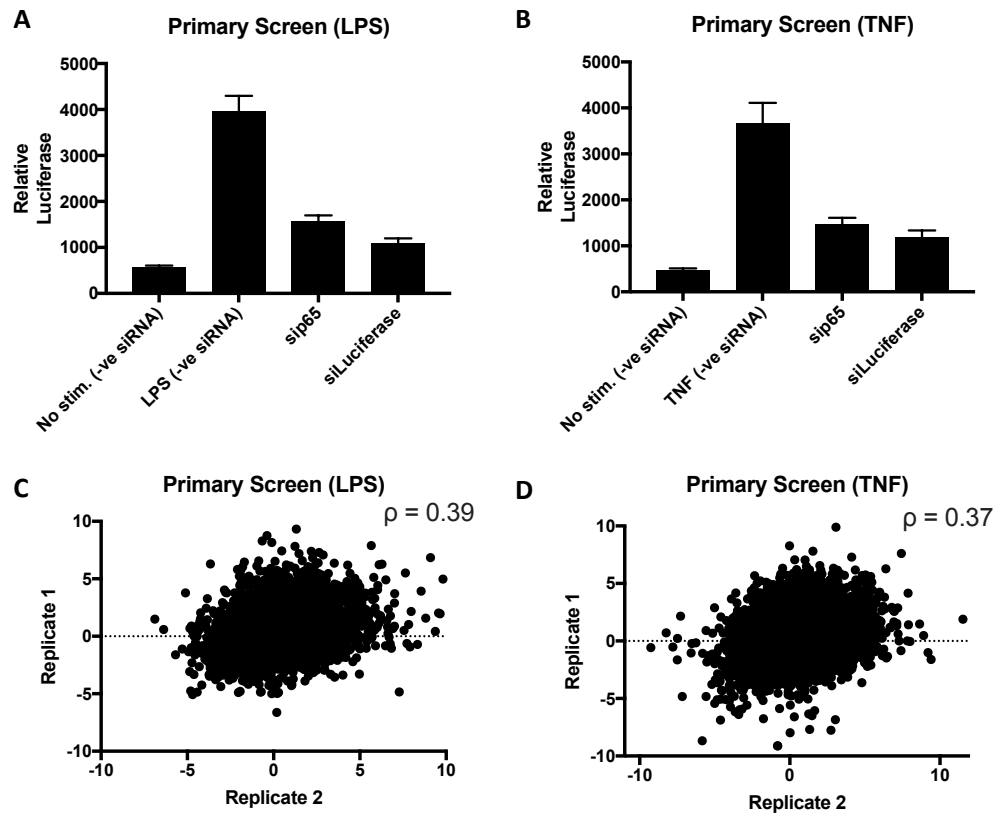 A
Primary Screen (LPS)
Relative
Luciferase
5000
4000
3000
2000
1000
0
No stim. (-ve siRNA)
LPS (-ve siRNA)
sip65
siLuciferase
B
Primary Screen (TNF)
Relative
Luciferase
5000
4000
3000
2000
1000
0
No stim. (-ve siRNA)
TNF (-ve siRNA)
sip65
siLuciferase
C
Primary Screen (LPS)
ρ = 0.39
Replicate 1
10
5
0
-5
-10
-10
-5
0
5
10
Replicate 2
D
Primary Screen (TNF)
ρ = 0.37
Replicate 1
10
5
0
-5
-10
-10
0
10
Replicate 2